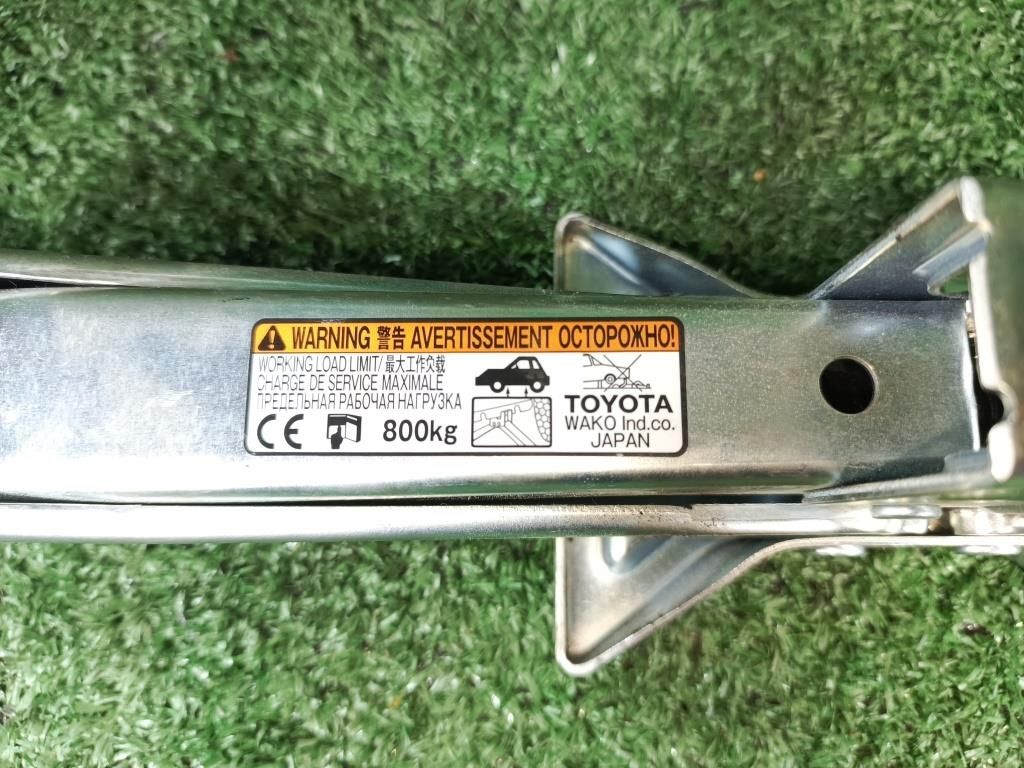 WARNING 警告 AVERTISSEMENT ОСТОРОЖНО!
WORKING LOAD LIMIT/最大工作负载
CHARGE DE SERVICE MAXIMALE
ПРЕДЕЛЬНАЯ РАБОЧАЯ НАГРУЗКА
CE 800kg
TOYOTA
WAKO Ind.co.
JAPAN